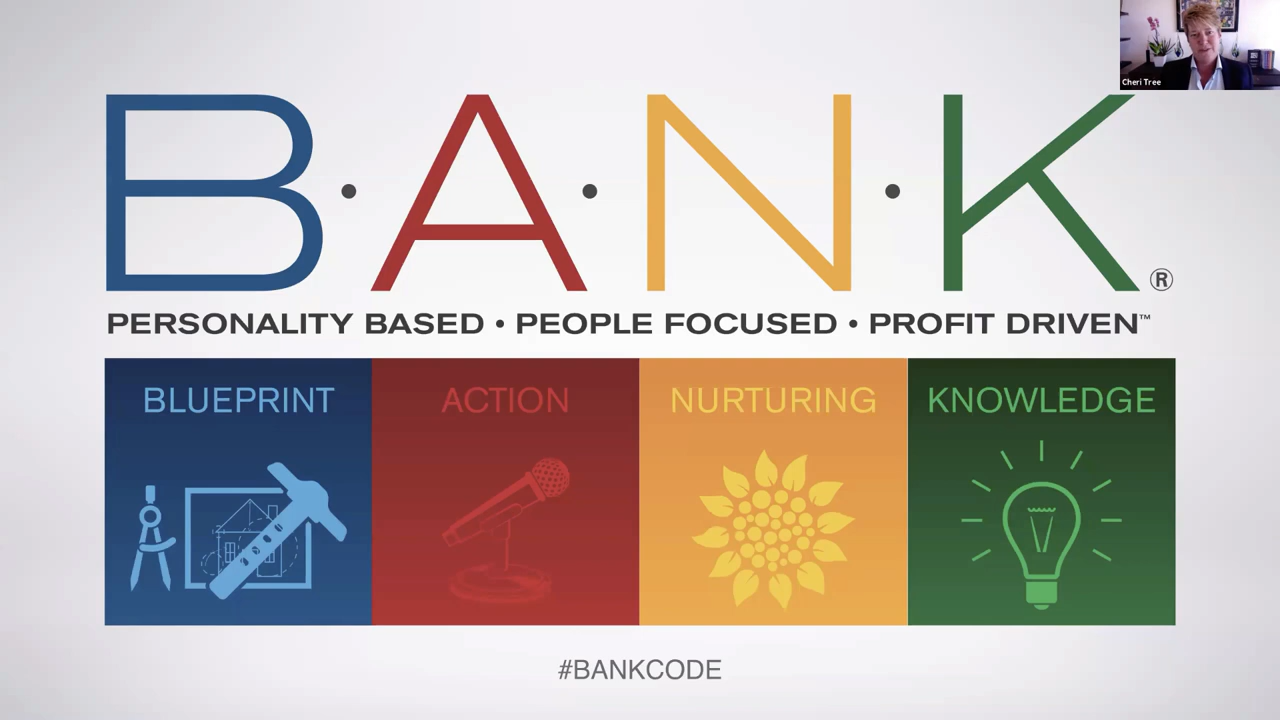 Cheri Tree
B•A•N•K®
PERSONALITY BASED • PEOPLE FOCUSED • PROFIT DRIVEN™
BLUEPRINT ACTION NURTURING KNOWLEDGE
#BANKCODE